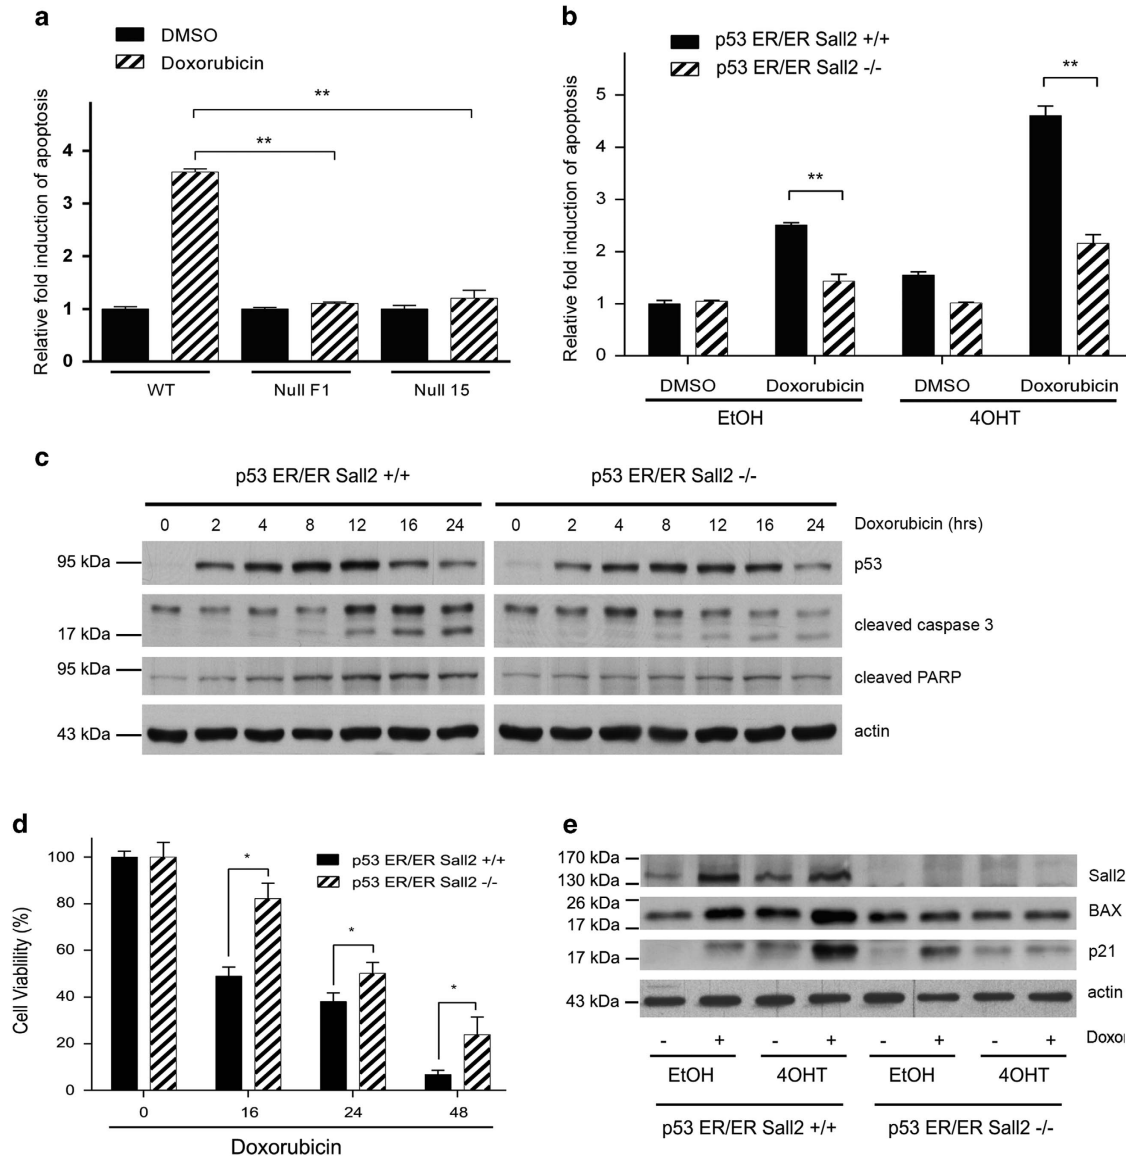 a
DMSO
Doxorubicin
Relative fold induction of apoptosis
4
3
2
1
0
**
**
WT Null F1 Null 15
b
p53 ER/ER Sall2 +/+
p53 ER/ER Sall2 -/-
Relative fold induction of apoptosis
5
4
3
2
1
0
**
**
DMSO Doxorubicin DMSO Doxorubicin
EtOH 4OHT
c
p53 ER/ER Sall2 +/+ p53 ER/ER Sall2 -/-
0 2 4 8 12 16 24 0 2 4 8 12 16 24 Doxorubicin (hrs)
95 kDa p53
cleaved caspase 3
17 kDa
95 kDa
cleaved PARP
43 kDa actin
d
p53 ER/ER Sall2 +/+
p53 ER/ER Sall2 -/-
Cell Viablility (%)
100
80
60
40
20
0
*
*
*
0 16 24 48
Doxorubicin
e
170 kDa
130 kDa Sall2
26 kDa
17 kDa BAX
17 kDa p21
43 kDa actin
- + - + - + - + Doxo
EtOH 4OHT EtOH 4OHT
p53 ER/ER Sall2 +/+ p53 ER/ER Sall2 -/-